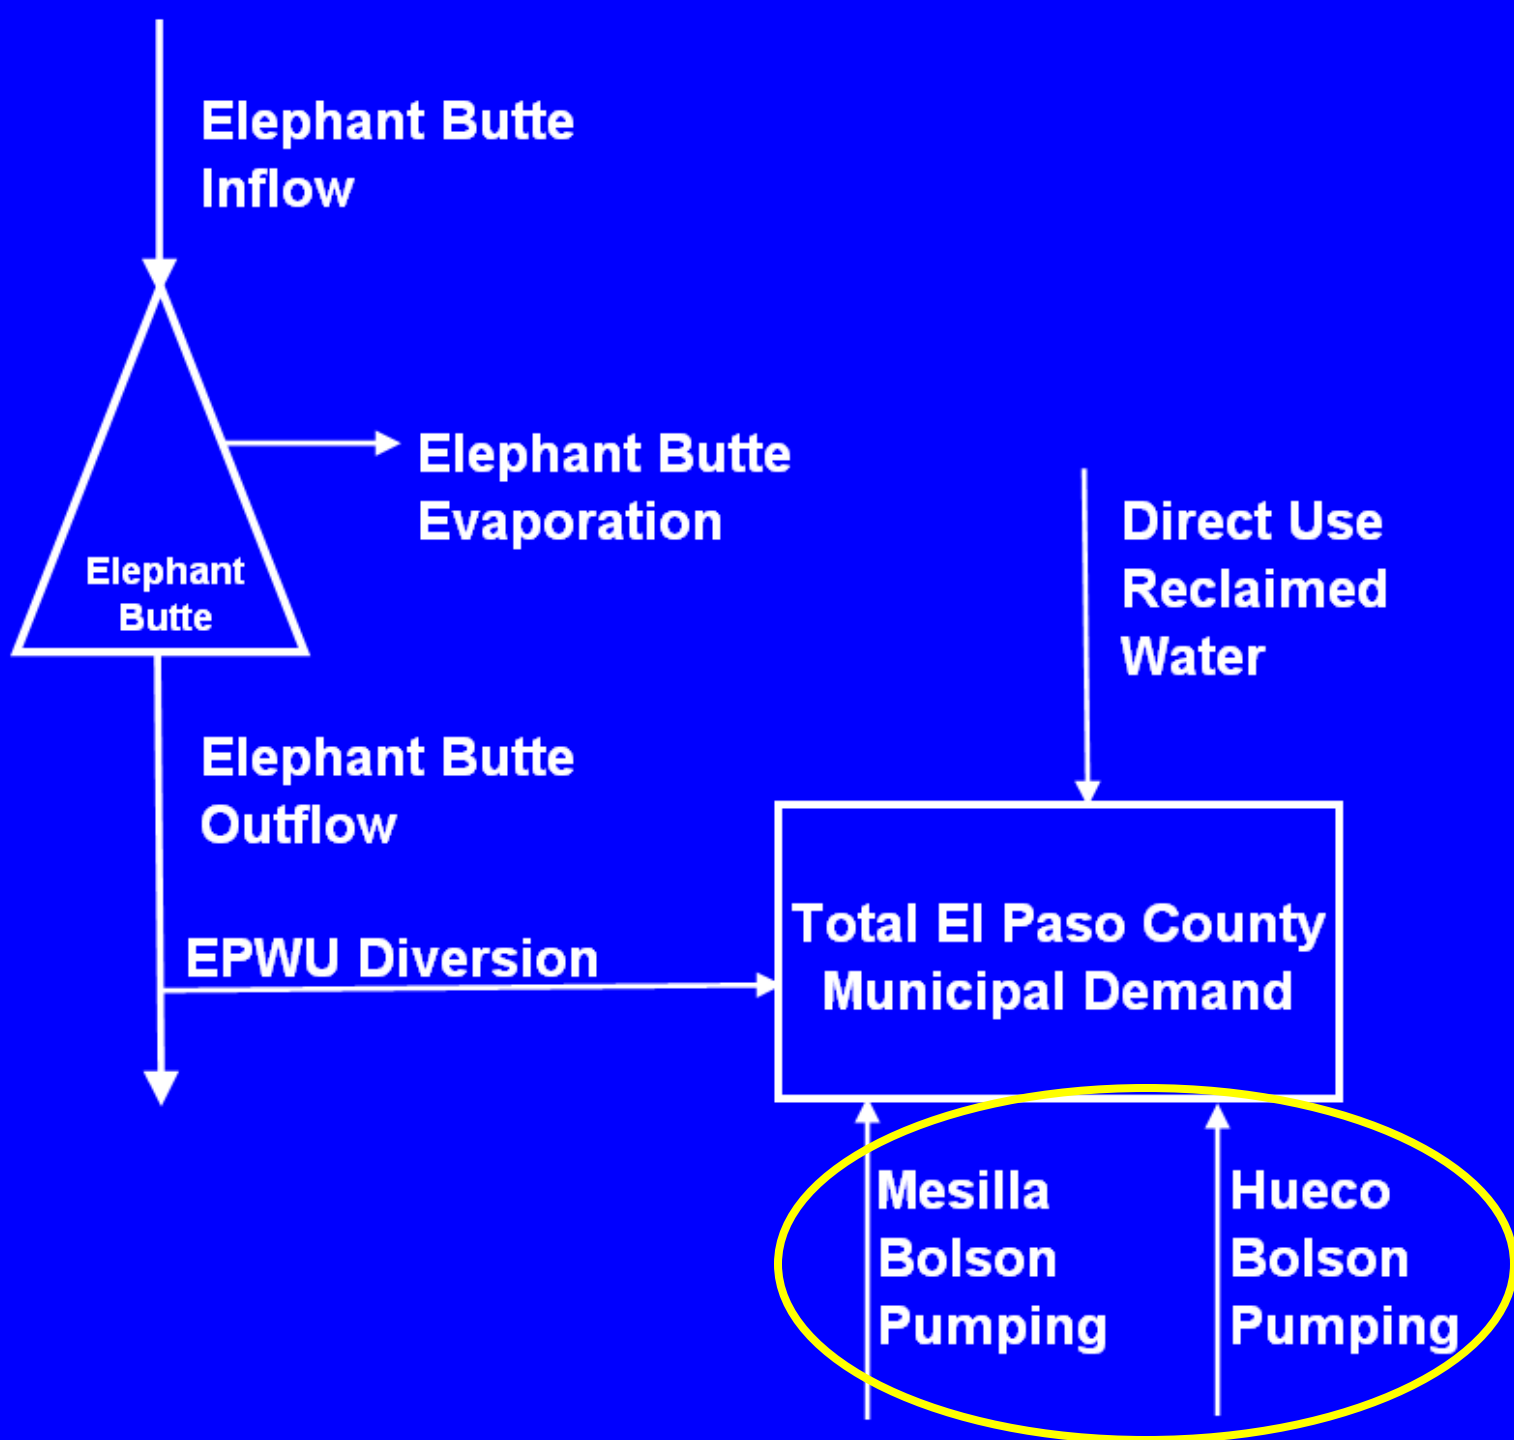 Elephant Butte
Inflow
Elephant Butte
Evaporation
Elephant
Butte
Direct Use
Reclaimed
Water
Elephant Butte
Outflow
EPWU Diversion
Total El Paso County
Municipal Demand
Mesilla
Bolson
Pumping
Hueco
Bolson
Pumping